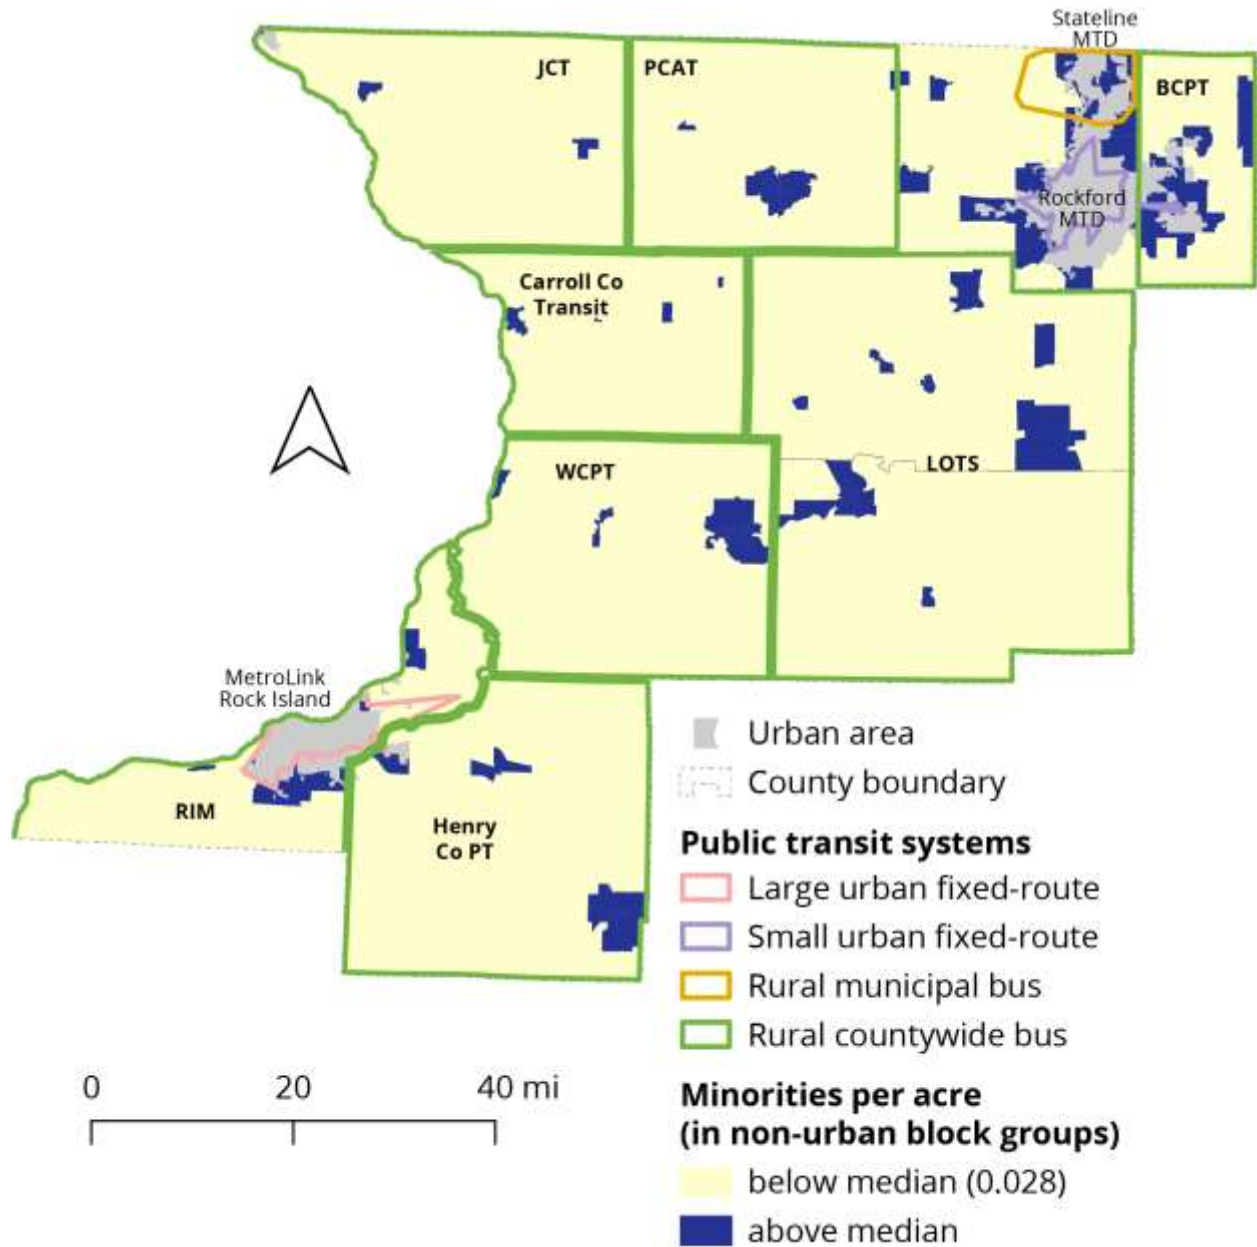 Stateline
MTD
JCT
PCAT
BCPT
Rockford
MTD
Carroll Co
Transit
WCPT
LOTS
MetroLink
Rock Island
RIM
Henry
Co PT
Urban area
County boundary
Public transit systems
Large urban fixed-route
Small urban fixed-route
Rural municipal bus
Rural countywide bus
0 20 40 mi
Minorities per acre
(in non-urban block groups)
below median (0.028)
above median